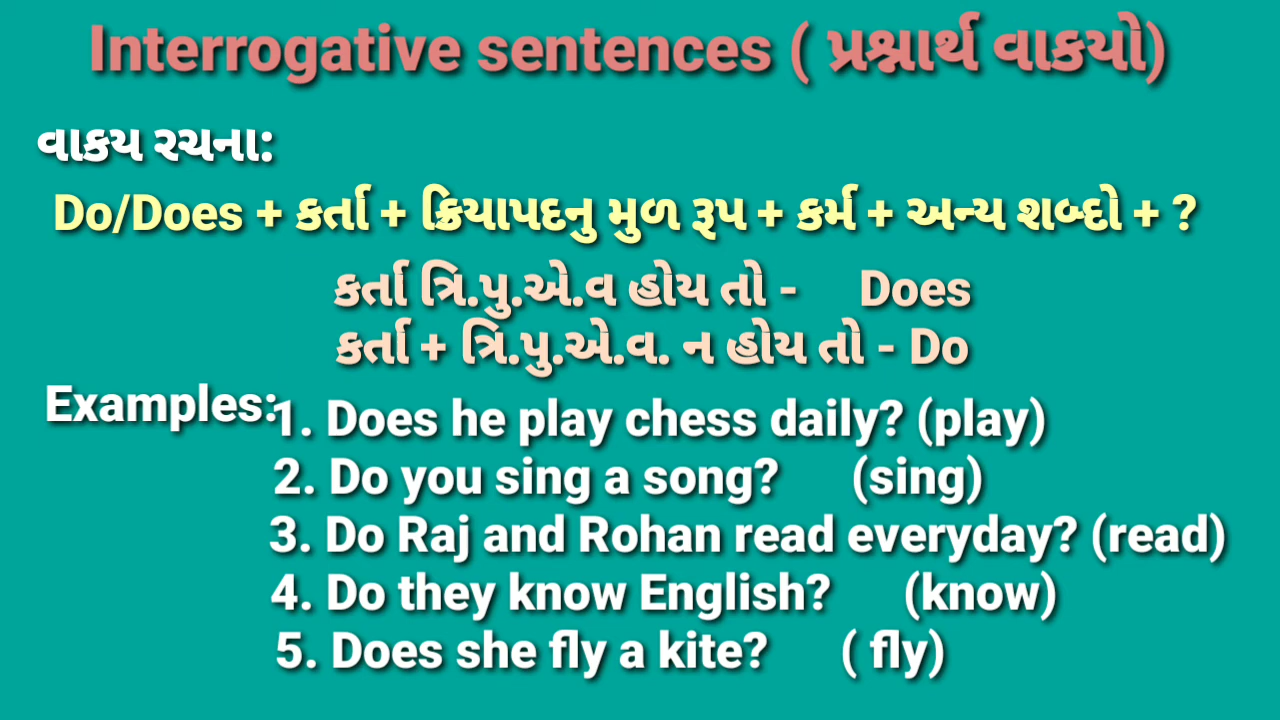 Interrogative sentences ( પ્રશ્નાર્થ વાકયો)
વાકય રચના:
Do/Does + કર્તા + ક્રિયાપદનુ મુળ રૂપ + કર્મ + અન્ય શબ્દો + ?
કર્તા ત્રિ.પુ.એ.વ હોય તો - Does
કર્તા + ત્રિ.પુ.એ.વ. ન હોય તો - Do
Examples:
1. Does he play chess daily? (play)
2. Do you sing a song? (sing)
3. Do Raj and Rohan read everyday? (read)
4. Do they know English? (know)
5. Does she fly a kite? ( fly)